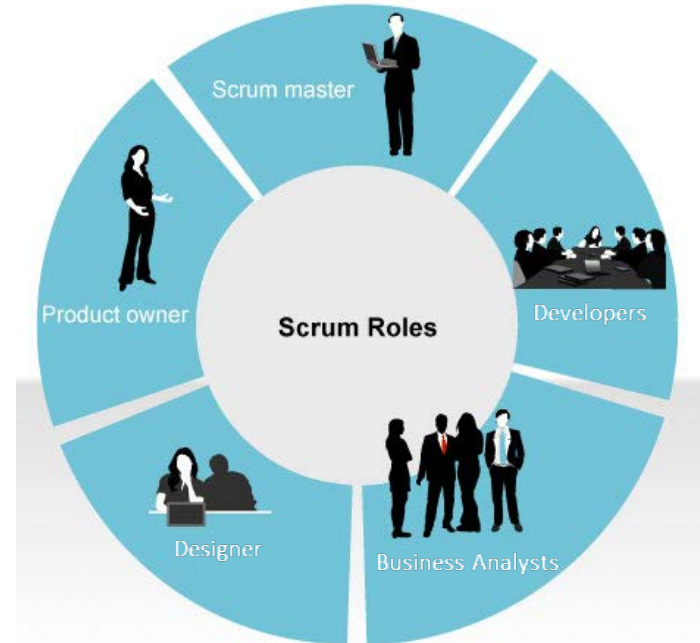 Scrum master
Product owner
Scrum Roles
Developers
Designer
Business Analysts